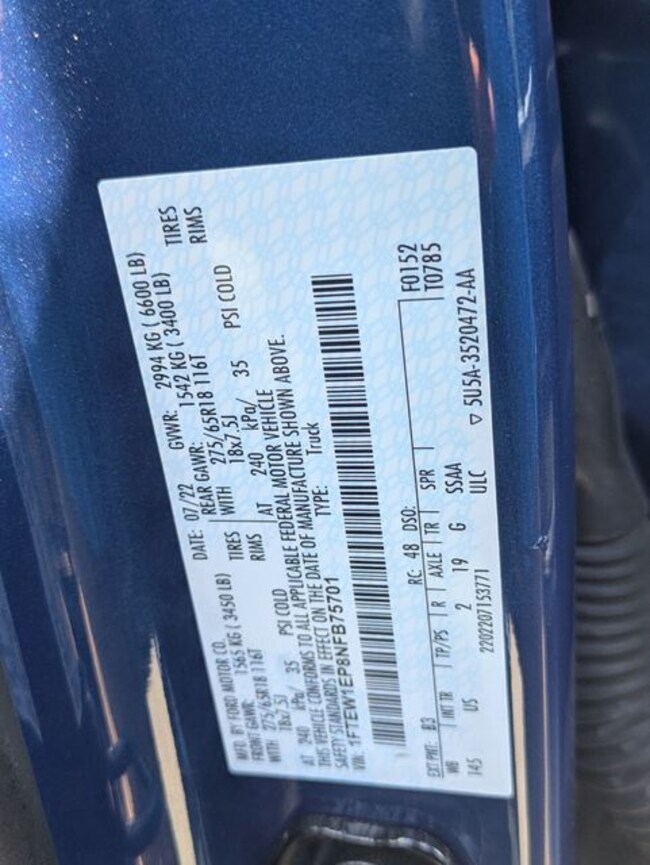 MFD. BY FORD MOTOR CO.
DATE: 07/22 GVWR: 2994 KG ( 6600 LB)
FRONT GAWR: 1565 KG ( 3450 LB) REAR GAWR: 1542 KG ( 3400 LB)
WITH 275/65R18 116T TIRES WITH 275/65R18 116T TIRES
18x7.5J RIMS 18x7.5J RIMS
AT 240 kPa/ 35 PSI COLD AT 240 kPa/ 35 PSI COLD
THIS VEHICLE CONFORMS TO ALL APPLICABLE FEDERAL MOTOR VEHICLE
SAFETY STANDARDS IN EFFECT ON THE DATE OF MANUFACTURE SHOWN ABOVE.
VIN: 1FTEW1EP8NFB75701 TYPE: Truck
F0152
EXT PNT: B3 RC: 48 DSO: T0785
WB INT TR TP/PS R AXLE TR SPR
145 US 2 19 G SSAA
2202207153771 ULC ▽ 5U5A-3520472-AA